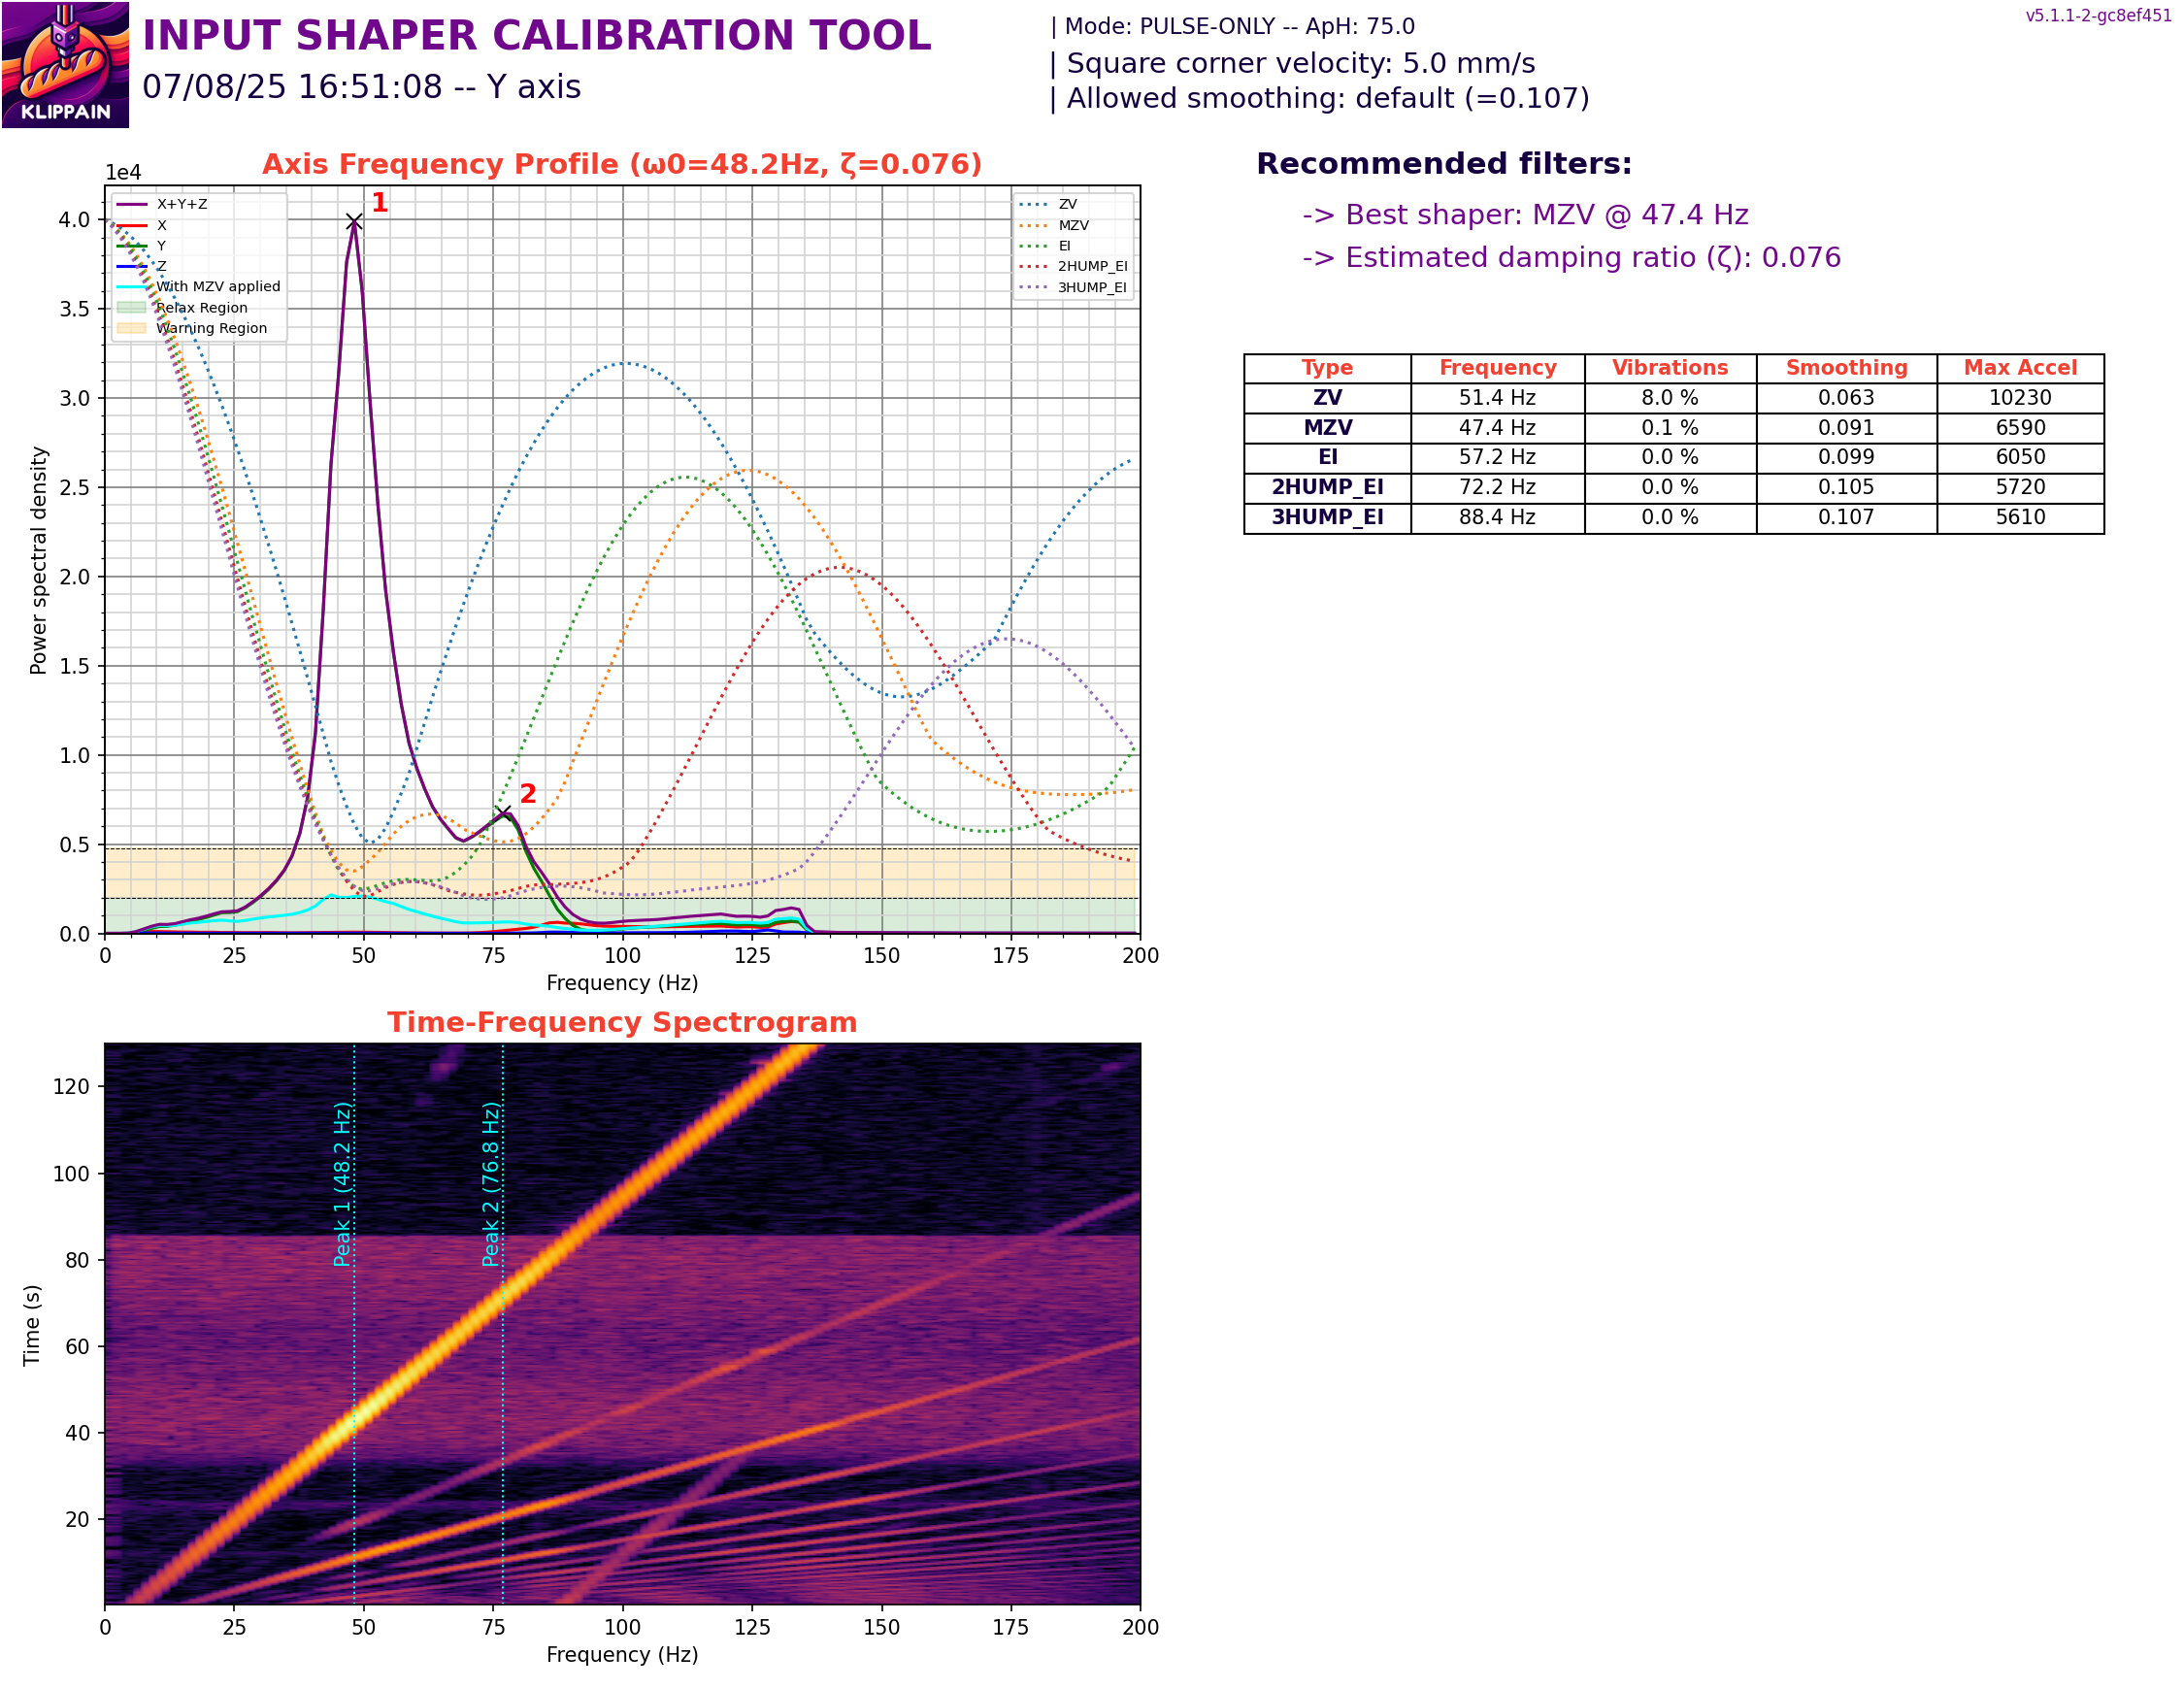 KLIPPAIN
INPUT SHAPER CALIBRATION TOOL
07/08/25 16:51:08 -- Y axis
| Mode: PULSE-ONLY -- ApH: 75.0
| Square corner velocity: 5.0 mm/s
| Allowed smoothing: default (=0.107)
v5.1.1-2-gc8ef451
Axis Frequency Profile (ω0=48.2Hz, ζ=0.076)
1e4
4.0
3.5
3.0
2.5
2.0
1.5
1.0
0.5
0.0
Power spectral density
X+Y+Z
X
Y
Z
With MZV applied
Relax Region
Warning Region
1
2
ZV
MZV
EI
2HUMP_EI
3HUMP_EI
0 25 50 75 100 125 150 175 200
Frequency (Hz)
Recommended filters:
-> Best shaper: MZV @ 47.4 Hz
-> Estimated damping ratio (ζ): 0.076
Type Frequency Vibrations Smoothing Max Accel
ZV 51.4 Hz 8.0 % 0.063 10230
MZV 47.4 Hz 0.1 % 0.091 6590
EI 57.2 Hz 0.0 % 0.099 6050
2HUMP_EI 72.2 Hz 0.0 % 0.105 5720
3HUMP_EI 88.4 Hz 0.0 % 0.107 5610
Time-Frequency Spectrogram
120
100
80
60
40
20
Time (s)
Peak 1 (48.2 Hz)
Peak 2 (76.8 Hz)
0 25 50 75 100 125 150 175 200
Frequency (Hz)